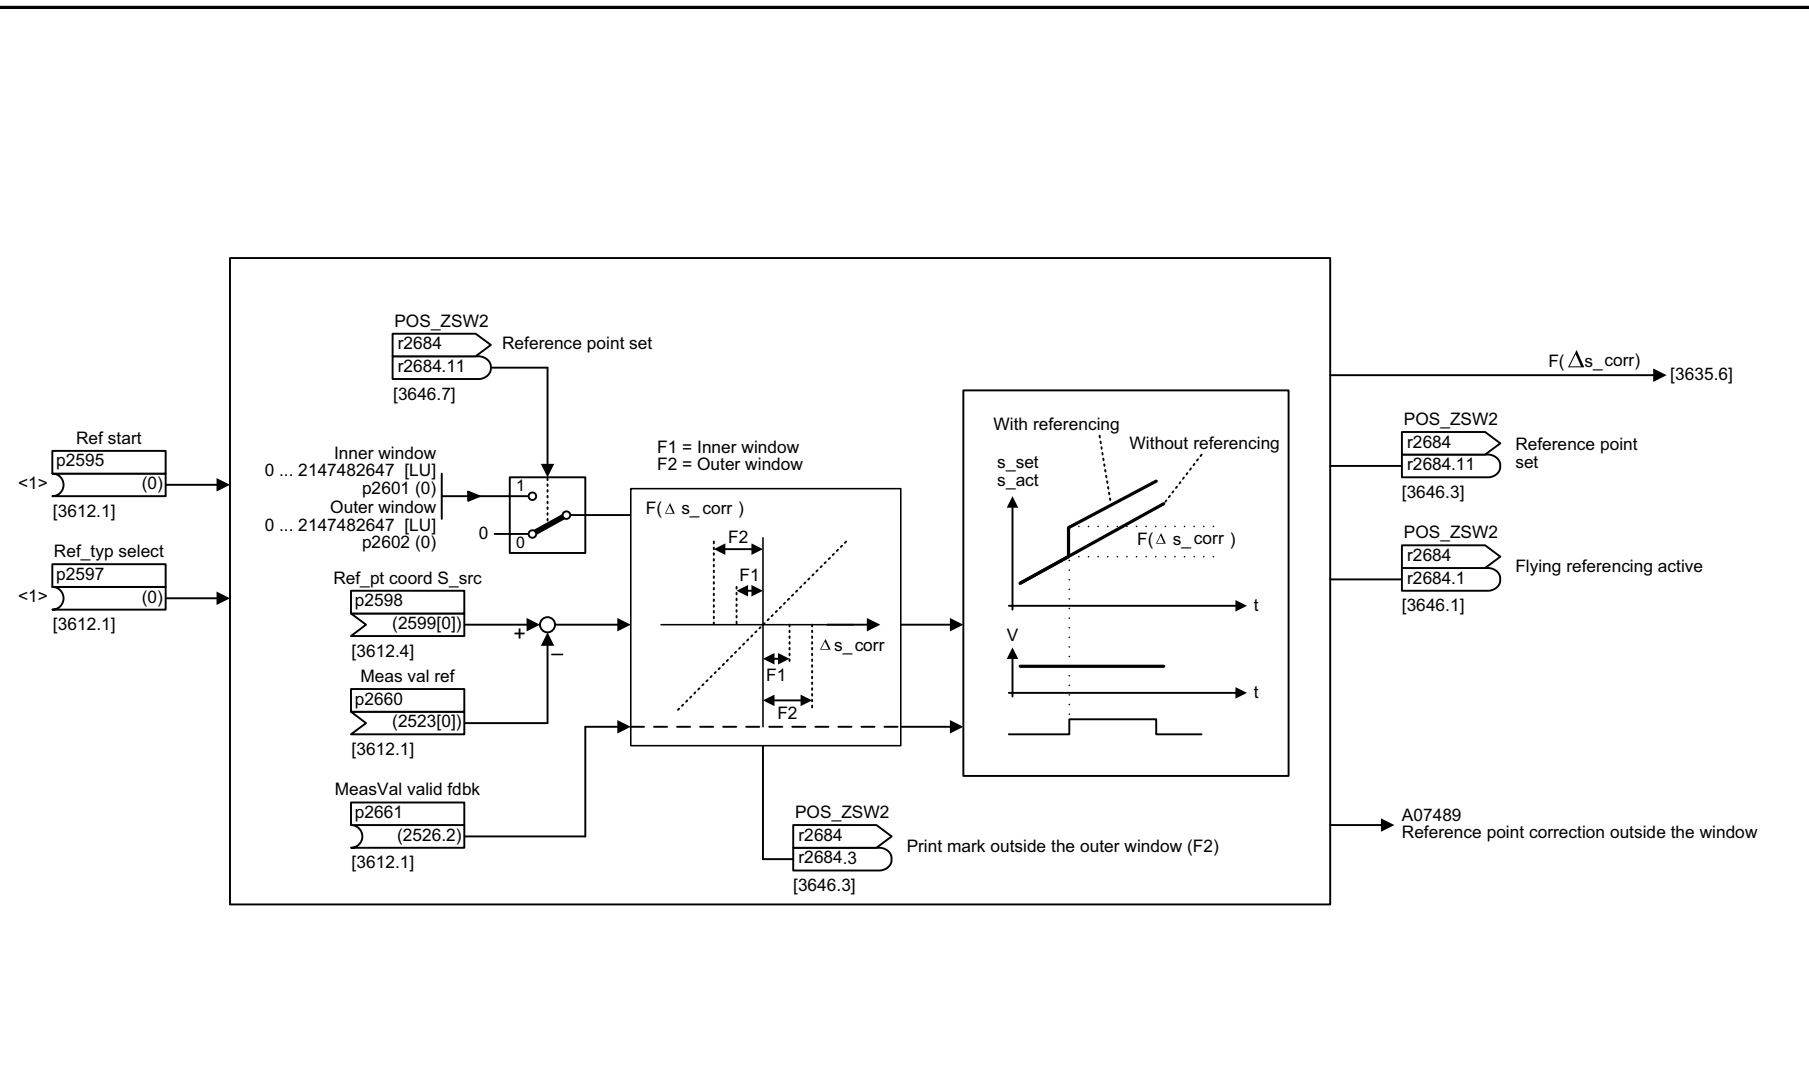 POS_ZSW2
r2684
Reference point set
r2684.11
[3646.7]
Ref start
p2595
<1>
(0)
[3612.1]
Ref_typ select
p2597
<1>
(0)
[3612.1]
Inner window
0 ... 2147482647 [LU]
p2601 (0)
Outer window
0 ... 2147482647 [LU]
p2602 (0)
1
0
0
F1 = Inner window
F2 = Outer window
Ref_pt coord S_src
p2598
(2599[0])
[3612.4]
+
–
Meas val ref
p2660
(2523[0])
[3612.1]
MeasVal valid fdbk
p2661
(2526.2)
[3612.1]
F(Δ s_corr )
F2
F1
Δs_corr
F1
F2
POS_ZSW2
r2684
r2684.3
[3646.3]
Print mark outside the outer window (F2)
With referencing
Without referencing
s_set
s_act
F(Δ s_corr )
t
V
t
F(Δs_corr)
[3635.6]
POS_ZSW2
r2684
r2684.11
[3646.3]
Reference point
set
POS_ZSW2
r2684
r2684.1
[3646.1]
Flying referencing active
A07489
Reference point correction outside the window